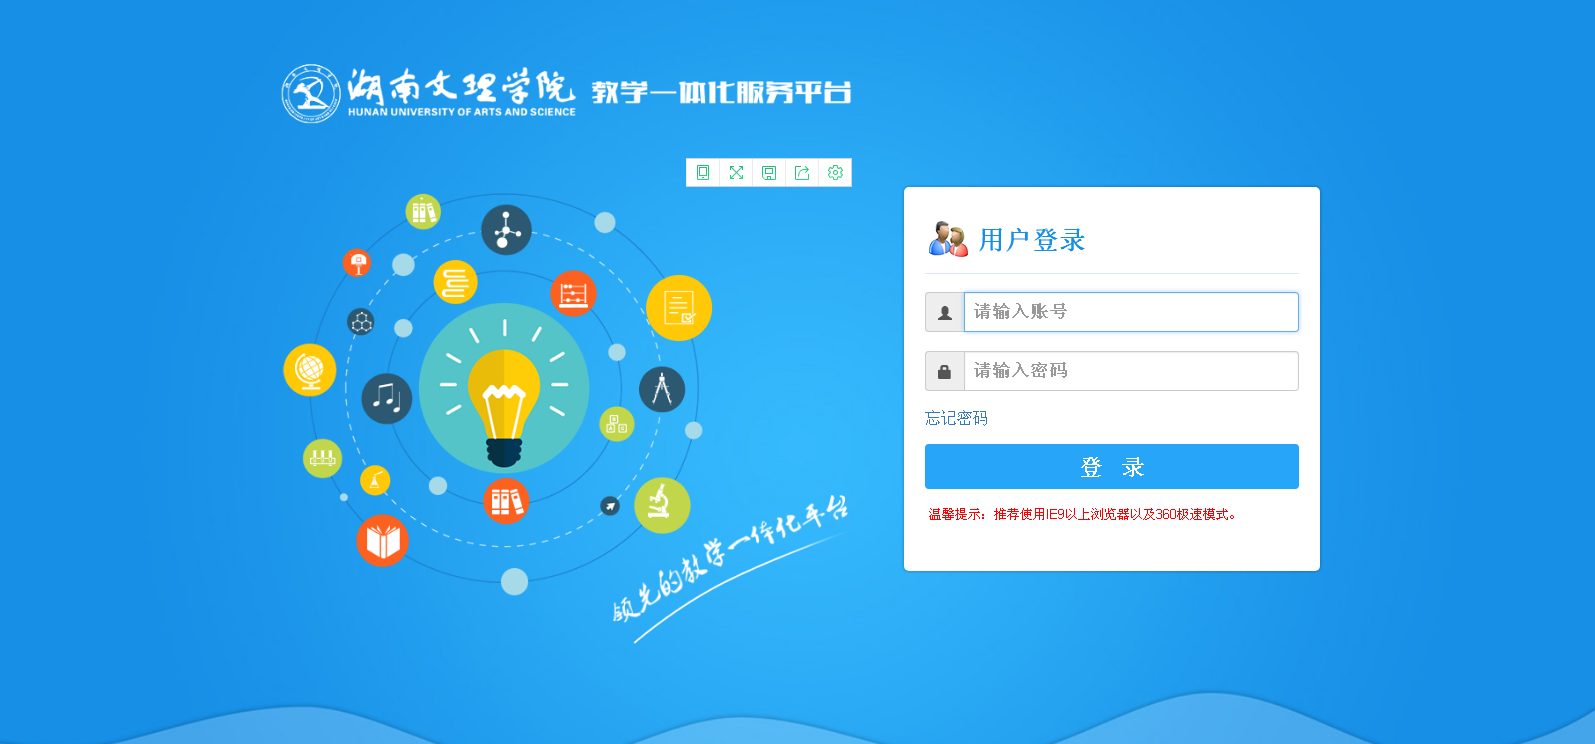 湖南文理学院 教学一体化服务平台
HUNAN UNIVERSITY OF ARTS AND SCIENCE
用户登录
请输入账号
请输入密码
忘记密码
登 录
温馨提示：推荐使用IE9以上浏览器以及360极速模式。
领先的教学一体化平台